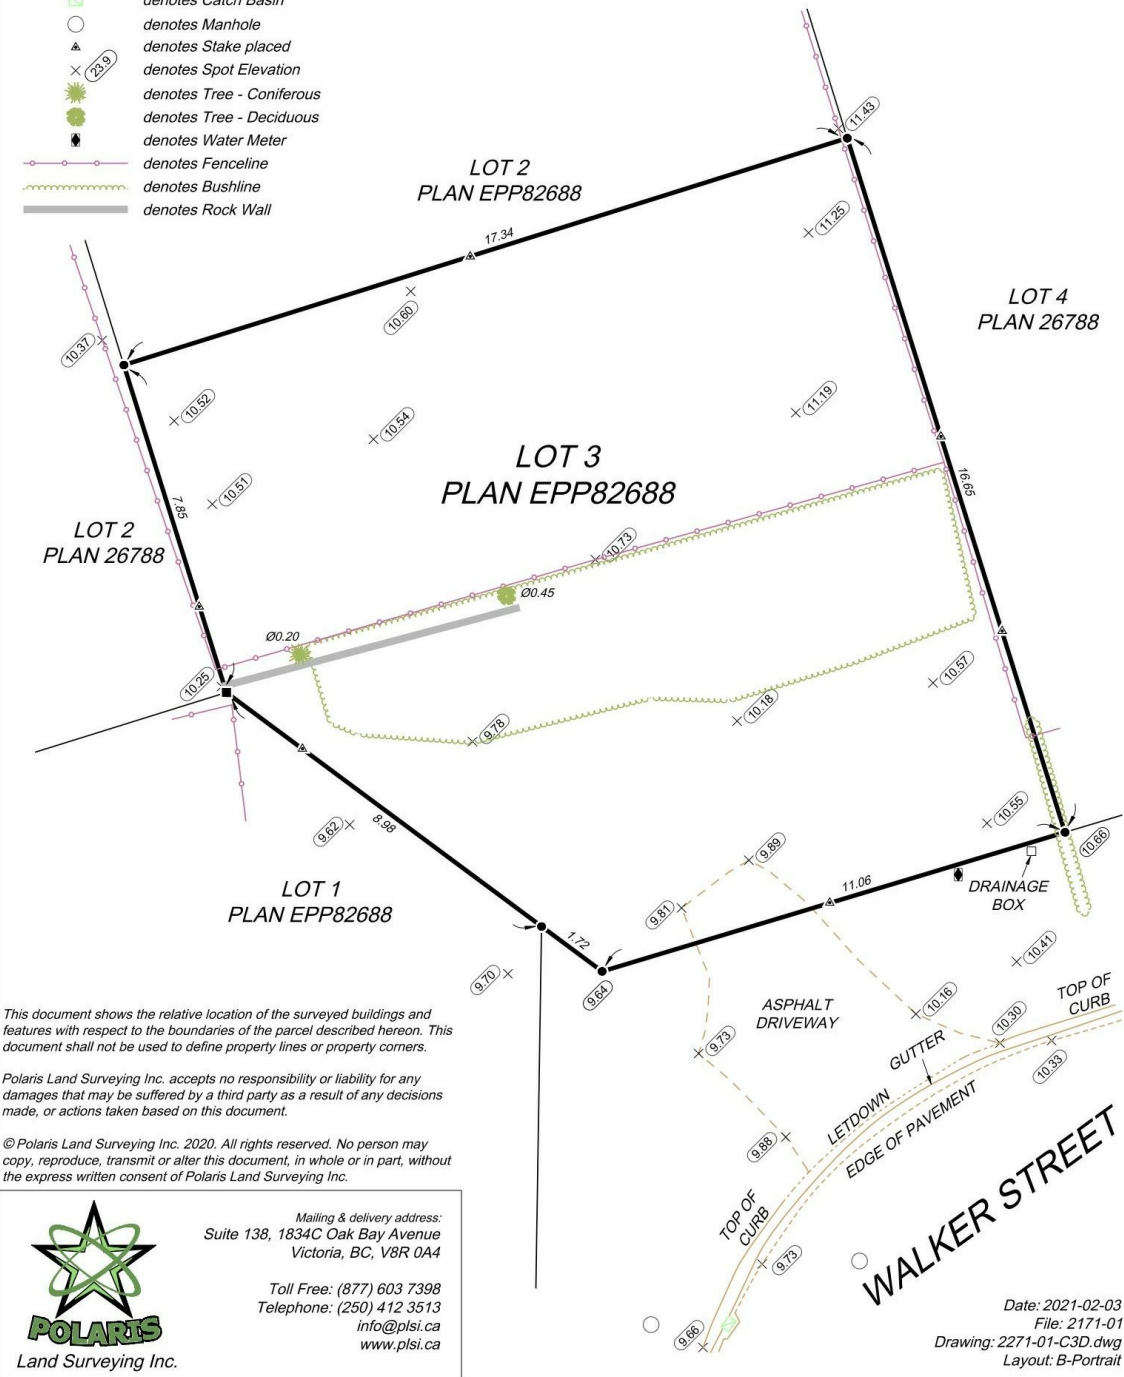 denotes Catch Basin
denotes Manhole
denotes Stake placed
23.9
denotes Spot Elevation
denotes Tree - Coniferous
denotes Tree - Deciduous
denotes Water Meter
denotes Fenceline
denotes Bushline
denotes Rock Wall
11.43
LOT 2
PLAN EPP82688
17.34
11.25
10.60
LOT 4
PLAN 26788
10.37
10.52
10.54
11.19
LOT 3
PLAN EPP82688
10.51
7.85
16.65
LOT 2
PLAN 26788
10.73
Ø0.45
Ø0.20
10.25
10.57
10.18
9.78
9.62
8.98
10.55
10.66
9.89
DRAINAGE
BOX
11.06
LOT 1
PLAN EPP82688
9.81
1.72
9.70
9.64
10.41
10.16
ASPHALT
DRIVEWAY
TOP OF
CURB
10.30
10.33
9.73
GUTTER
LETDOWN
EDGE OF PAVEMENT
9.88
TOP OF
CURB
9.73
9.66
WALKER STREET
This document shows the relative location of the surveyed buildings and
features with respect to the boundaries of the parcel described hereon. This
document shall not be used to define property lines or property corners.
Polaris Land Surveying Inc. accepts no responsibility or liability for any
damages that may be suffered by a third party as a result of any decisions
made, or actions taken based on this document.
© Polaris Land Surveying Inc. 2020. All rights reserved. No person may
copy, reproduce, transmit or alter this document, in whole or in part, without
the express written consent of Polaris Land Surveying Inc.
Mailing & delivery address:
Suite 138, 1834C Oak Bay Avenue
Victoria, BC, V8R 0A4
Toll Free: (877) 603 7398
Telephone: (250) 412 3513
info@plsi.ca
www.plsi.ca
POLARIS
Land Surveying Inc.
Date: 2021-02-03
File: 2171-01
Drawing: 2271-01-C3D.dwg
Layout: B-Portrait